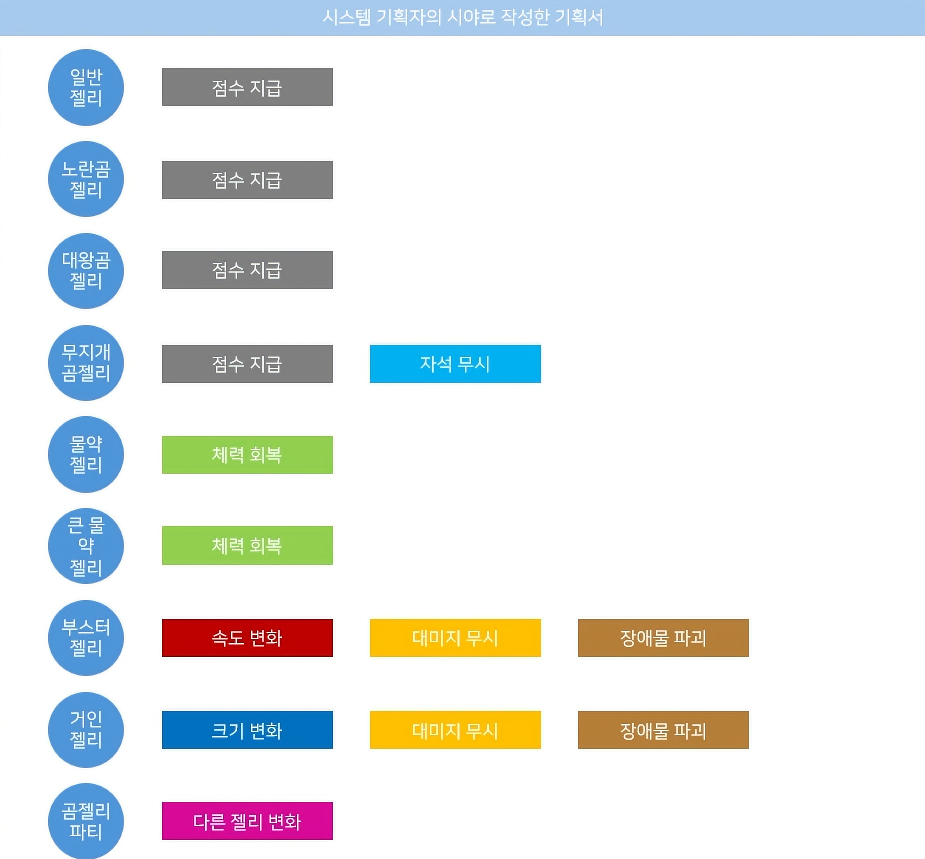 시스템 기획자의 시야로 작성한 기획서
일반
젤리
점수 지급
노란곰
젤리
점수 지급
대왕곰
젤리
점수 지급
무지개
곰젤리
점수 지급
자석 무시
물약
젤리
체력 회복
큰 물
약
젤리
체력 회복
부스터
젤리
속도 변화
대미지 무시
장애물 파괴
거인
젤리
크기 변화
대미지 무시
장애물 파괴
곰젤리
파티
다른 젤리 변화